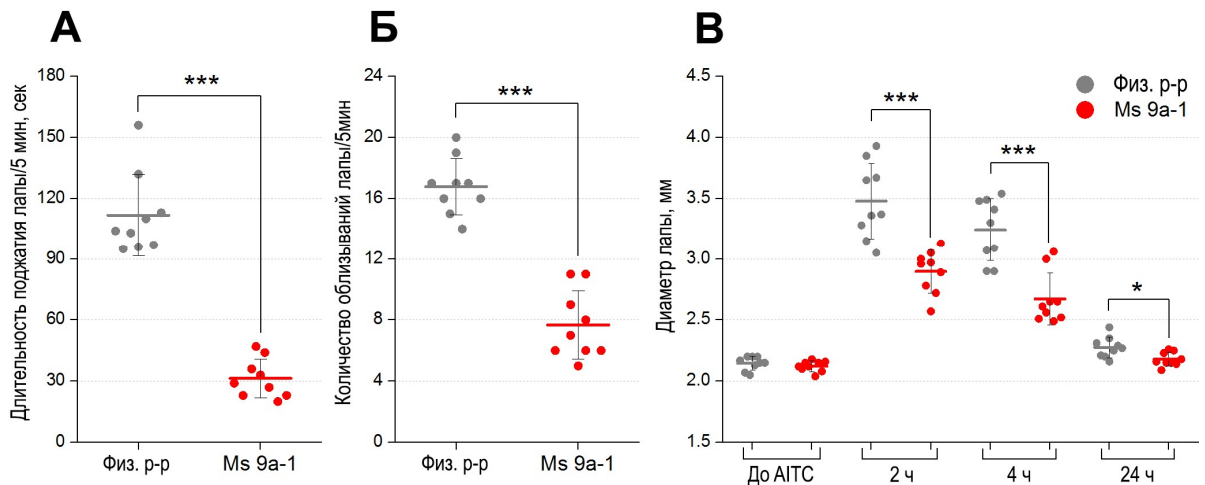 А
Длительность поджатия лапы/5 мин, сек
180
150
120
90
60
30
0
***
Физ. р-р
Ms 9a-1
Б
Количество облизываний лапы/5мин
24
20
16
12
8
4
0
***
Физ. р-р
Ms 9a-1
В
Диаметр лапы, мм
4.5
4.0
3.5
3.0
2.5
2.0
1.5
Физ. р-р
Ms 9a-1
***
***
*
До AITC
2 ч
4 ч
24 ч